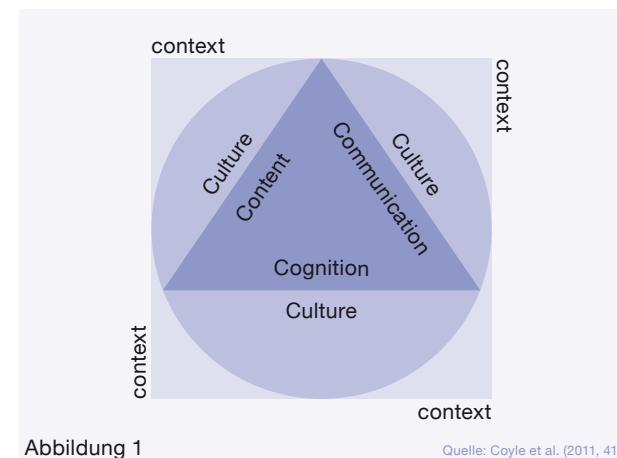 context
context
Culture
Content
Communication
Culture
Cognition
Culture
context
context
Abbildung 1
Quelle: Coyle et al. (2011, 41